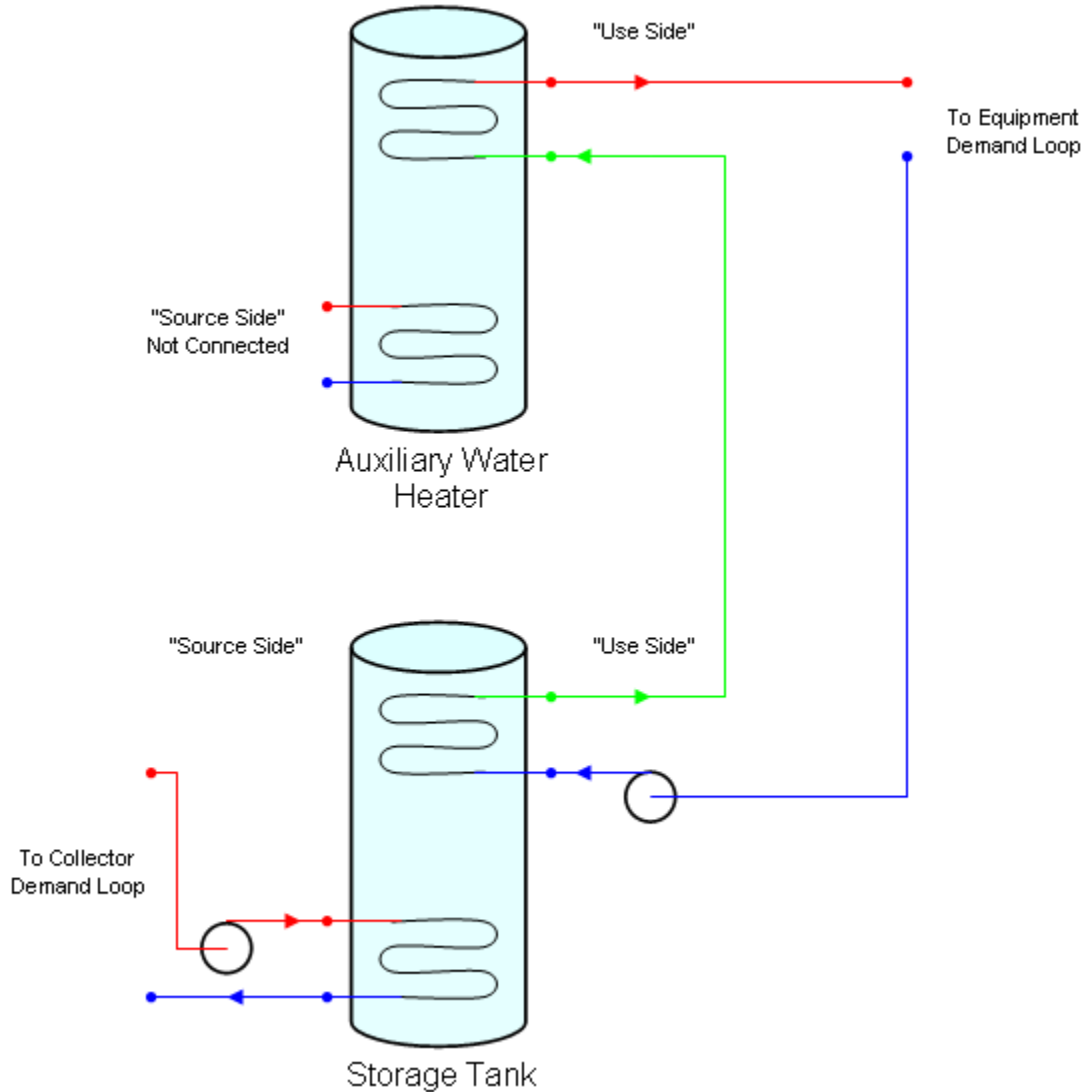 "Use Side"
To Equipment
Demand Loop
"Source Side"
Not Connected
Auxiliary Water
Heater
"Source Side"
"Use Side"
To Collector
Demand Loop
Storage Tank